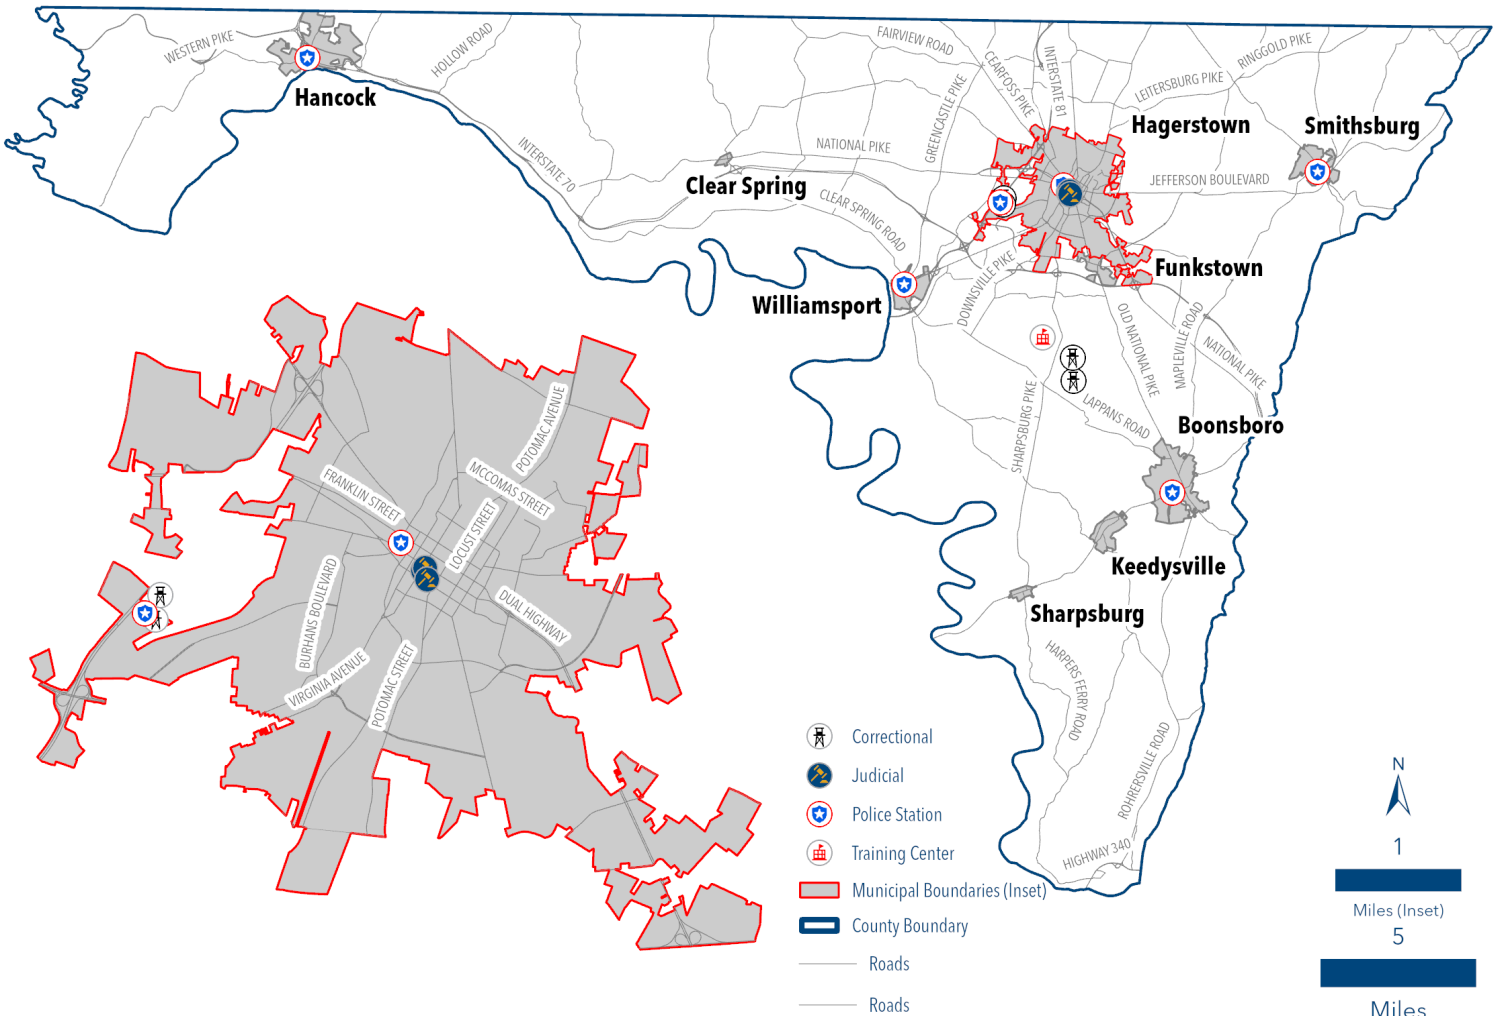 WESTERN PIKE
HOLLOW ROAD
Hancock
INTERSTATE 70
FAIRVIEW ROAD
CEARFOSS PIKE
INTERSTATE 81
GREENCASTLE PIKE
LEITERSBURG PIKE
RINGGOLD PIKE
Hagerstown
Smithsburg
NATIONAL PIKE
Clear Spring
CLEAR SPRING ROAD
JEFFERSON BOULEVARD
Funkstown
Williamsport
DOWNSVILLE PIKE
OLD NATIONAL PIKE
MAPLEVILLE ROAD
NATIONAL PIKE
SHARPSBURG PIKE
LAPPANS ROAD
Boonsboro
Keedysville
Sharpsburg
HARPERS FERRY ROAD
ROHRERSVILLE ROAD
HIGHWAY 340
POTOMAC AVENUE
MCCOMAS STREET
FRANKLIN STREET
LOCUST STREET
BURHANS BOULEVARD
DUAL HIGHWAY
VIRGINIA AVENUE
POTOMAC STREET
Correctional
Judicial
Police Station
Training Center
Municipal Boundaries (Inset)
County Boundary
Roads
Roads
N
1
Miles (Inset)
5
Miles